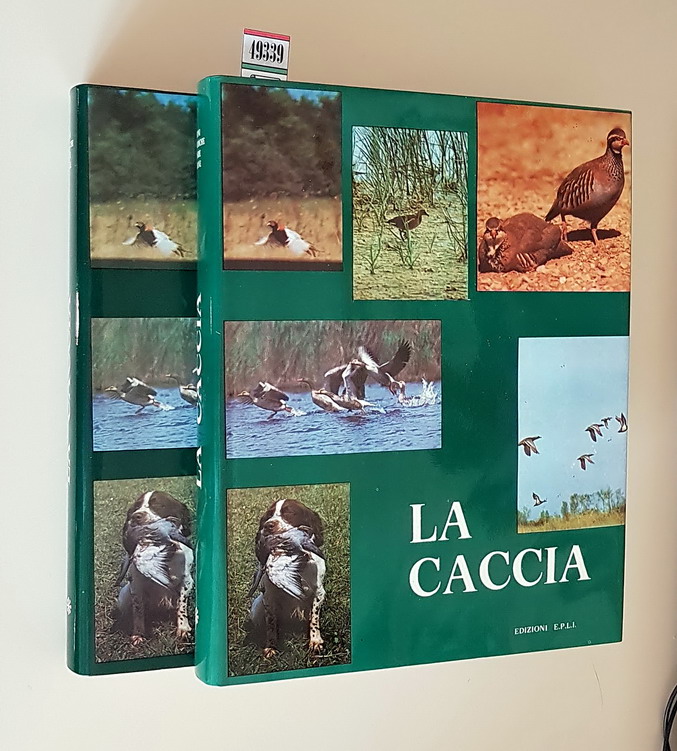 19339
LA CACCIA
LA
CACCIA
EDIZIONI E.P.L.I.